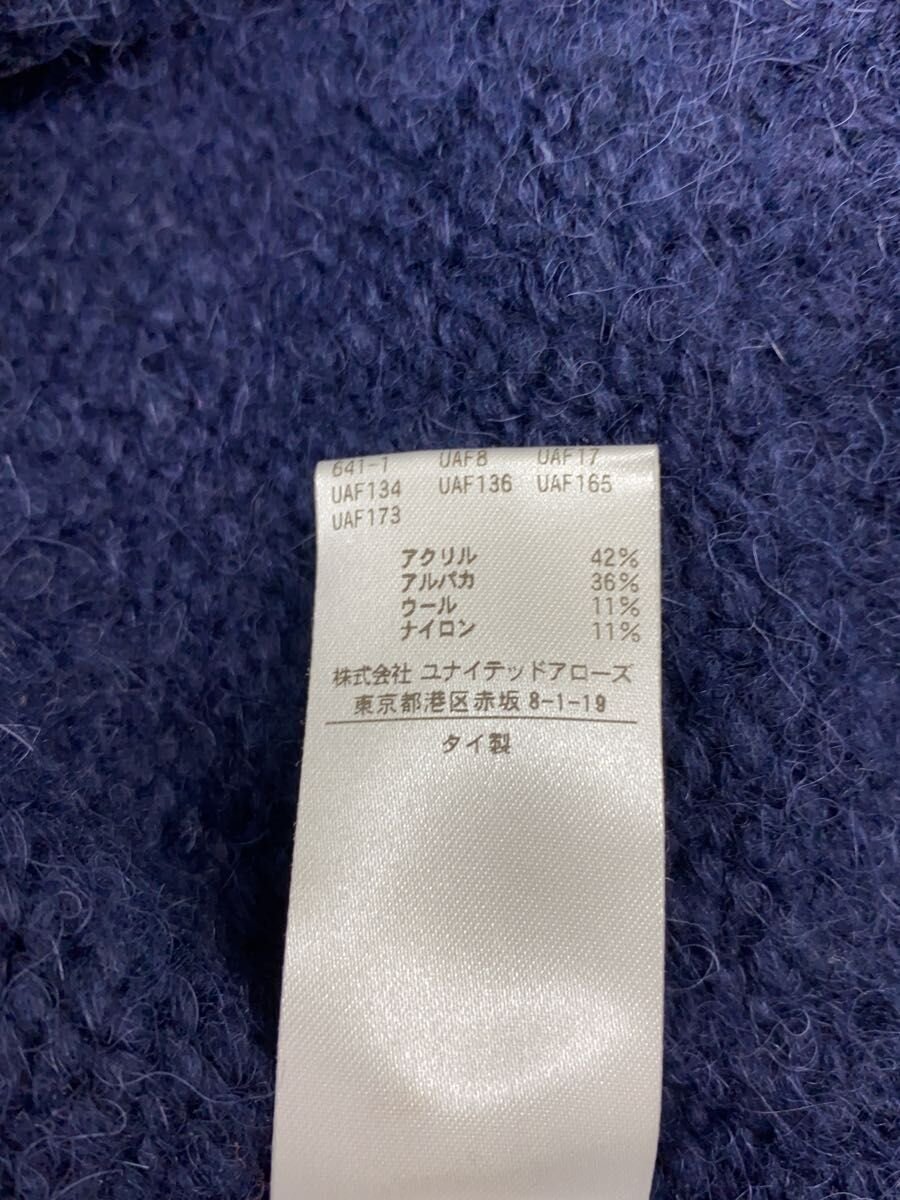 641-1 UAF8 UAF17
UAF134 UAF136 UAF165
UAF173
アクリル 42%
アルパカ 36%
ウール 11%
ナイロン 11%
株式会社 ユナイテッドアローズ
東京都港区赤坂 8-1-19
タイ製